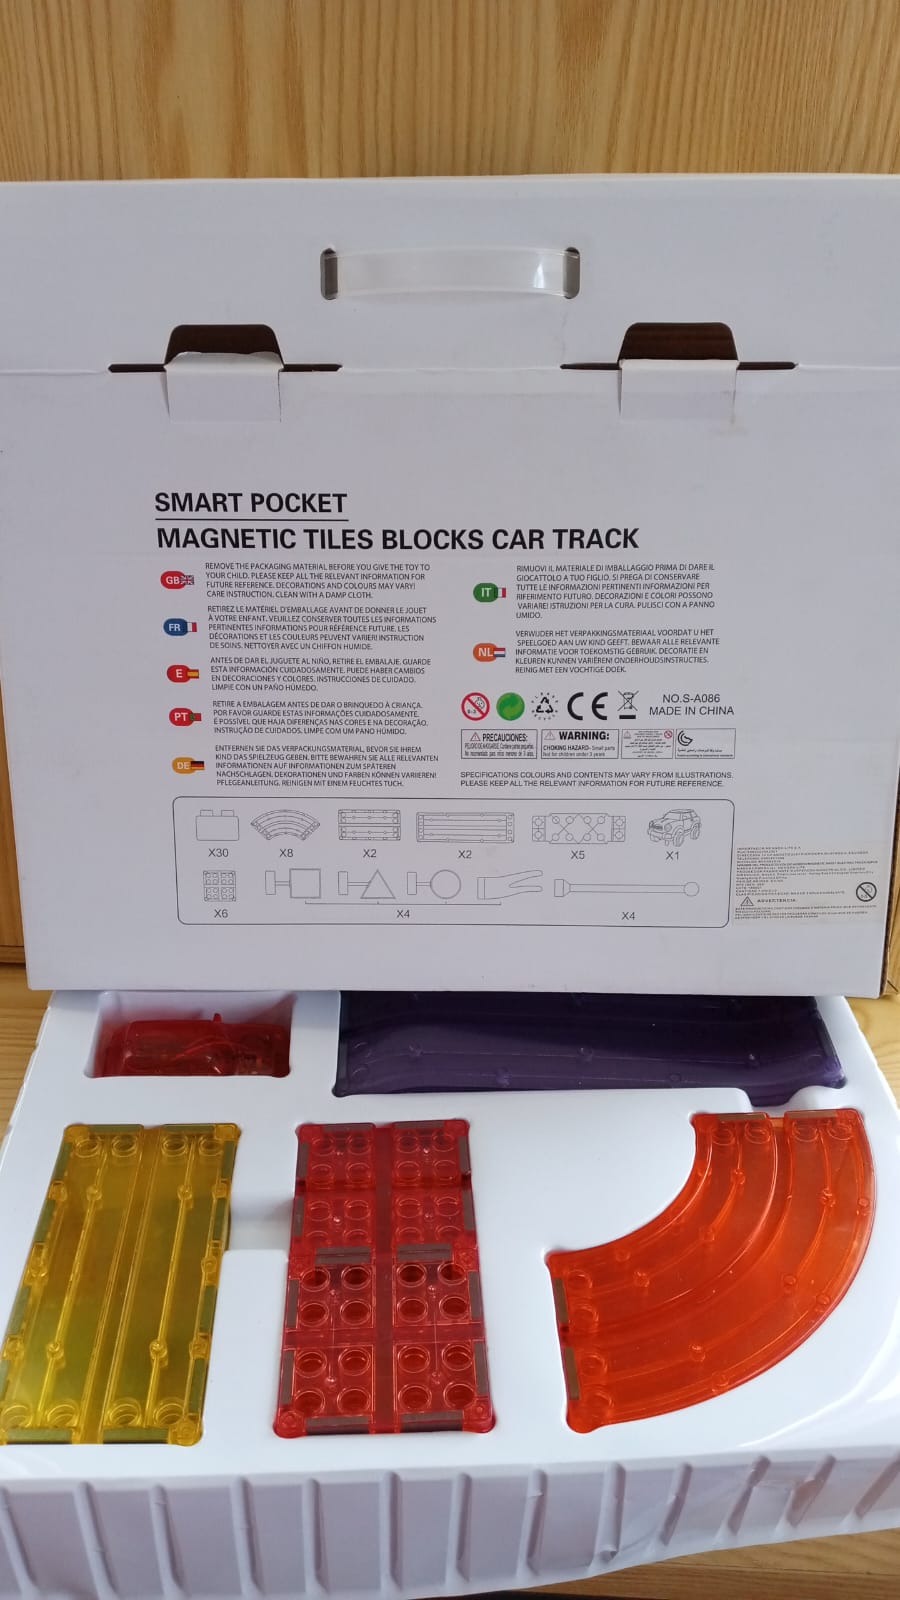 SMART POCKET
MAGNETIC TILES BLOCKS CAR TRACK
GB
REMOVE THE PACKAGING MATERIAL BEFORE YOU GIVE THE TOY TO
YOUR CHILD. PLEASE KEEP ALL THE RELEVANT INFORMATION FOR
FUTURE REFERENCE. DECORATIONS AND COLOURS MAY VARY!
CARE INSTRUCTION. CLEAN WITH A DAMP CLOTH.
FR
RETIREZ LE MATÉRIEL D'EMBALLAGE AVANT DE DONNER LE JOUET
À VOTRE ENFANT. VEUILLEZ CONSERVER TOUTES LES INFORMATIONS
PERTINENTES INFORMATIONS POUR RÉFÉRENCE FUTURE. LES
DÉCORATIONS ET LES COULEURS PEUVENT VARIER! INSTRUCTION
DE SOINS. NETTOYER AVEC UN CHIFFON HUMIDE.
E
ANTES DE DAR EL JUGUETE AL NIÑO, RETIRE EL EMBALAJE. GUARDE
ESTA INFORMACIÓN CUIDADOSAMENTE. PUEDE HABER CAMBIOS
EN DECORACIONES Y COLORES. INSTRUCCIONES DE CUIDADO.
LIMPIE CON UN PAÑO HÚMEDO.
PT
RETIRE A EMBALAGEM ANTES DE DAR O BRINQUEDO À CRIANÇA.
POR FAVOR GUARDE ESTAS INFORMAÇÕES CUIDADOSAMENTE.
É POSSÍVEL QUE HAJA DIFERENÇAS NAS CORES E NA DECORAÇÃO.
INSTRUÇÃO DE CUIDADOS. LIMPE COM UM PANO HÚMIDO.
DE
ENTFERNEN SIE DAS VERPACKUNGSMATERIAL, BEVOR SIE IHREM
KIND DAS SPIELZEUG GEBEN. BITTE BEWAHREN SIE ALLE RELEVANTEN
INFORMATIONEN AUF INFORMATIONEN ZUM SPÄTEREN
NACHSCHLAGEN. DEKORATIONEN UND FARBEN KÖNNEN VARIIEREN!
PFLEGEANLEITUNG. REINIGEN MIT EINEM FEUCHTES TUCH.
IT
RIMUOVI IL MATERIALE DI IMBALLAGGIO PRIMA DI DARE IL
GIOCATTOLO A TUO FIGLIO. SI PREGA DI CONSERVARE
TUTTE LE INFORMAZIONI PERTINENTI INFORMAZIONI PER
RIFERIMENTO FUTURO. DECORAZIONI E COLORI POSSONO
VARIARE! ISTRUZIONI PER LA CURA. PULISCI CON A PANNO
UMIDO.
NL
VERWIJDER HET VERPAKKINGSMATERIAAL VOORDAT U HET
SPEELGOED AAN UW KIND GEEFT. BEWAAR ALLE RELEVANTE
INFORMATIE VOOR TOEKOMSTIG GEBRUIK. DECORATIE EN
KLEUREN KUNNEN VARIËREN! ONDERHOUDSINSTRUCTIES.
REINIG MET EEN VOCHTIGE DOEK.
0-3
CE
NO.S-A086
MADE IN CHINA
PRECAUCIONES:
WARNING:
CHOKING HAZARD- Small parts
Not for children under 3 years
SPECIFICATIONS COLOURS AND CONTENTS MAY VARY FROM ILLUSTRATIONS.
PLEASE KEEP ALL THE RELEVANT INFORMATION FOR FUTURE REFERENCE.
X30
X8
X2
X2
X5
X1
X6
X4
X4
ADVERTENCIA: